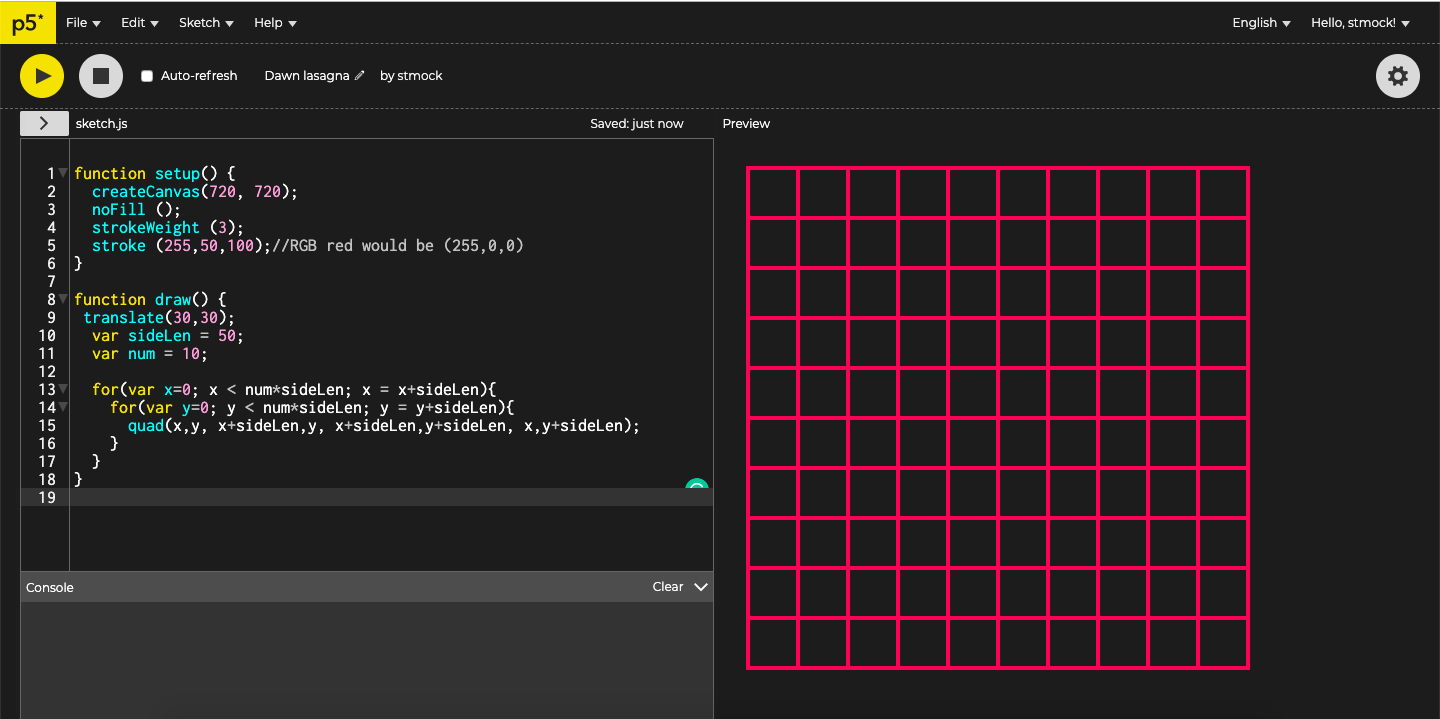 p5* File Edit Sketch Help English Hello, stmock!
Auto-refresh Dawn lasagna by stmock
sketch.js Saved: just now Preview
1 function setup() {
2 createCanvas(720, 720);
3 noFill ();
4 strokeWeight (3);
5 stroke (255,50,100);//RGB red would be (255,0,0)
6 }
7
8 function draw() {
9 translate(30,30);
10 var sideLen = 50;
11 var num = 10;
12
13 for(var x=0; x < num*sideLen; x = x+sideLen){
14 for(var y=0; y < num*sideLen; y = y+sideLen){
15 quad(x,y, x+sideLen,y, x+sideLen,y+sideLen, x,y+sideLen);
16 }
17 }
18 }
19
Console Clear